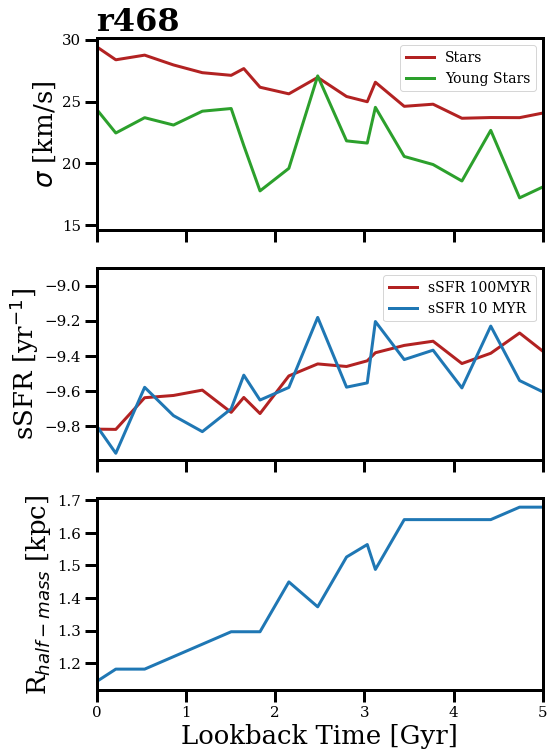 r468
σ [km/s]
30
25
20
15
Stars
Young Stars
sSFR [yr⁻¹]
−9.0
−9.2
−9.4
−9.6
−9.8
sSFR 100MYR
sSFR 10 MYR
R_{half−mass} [kpc]
1.7
1.6
1.5
1.4
1.3
1.2
0 1 2 3 4 5
Lookback Time [Gyr]